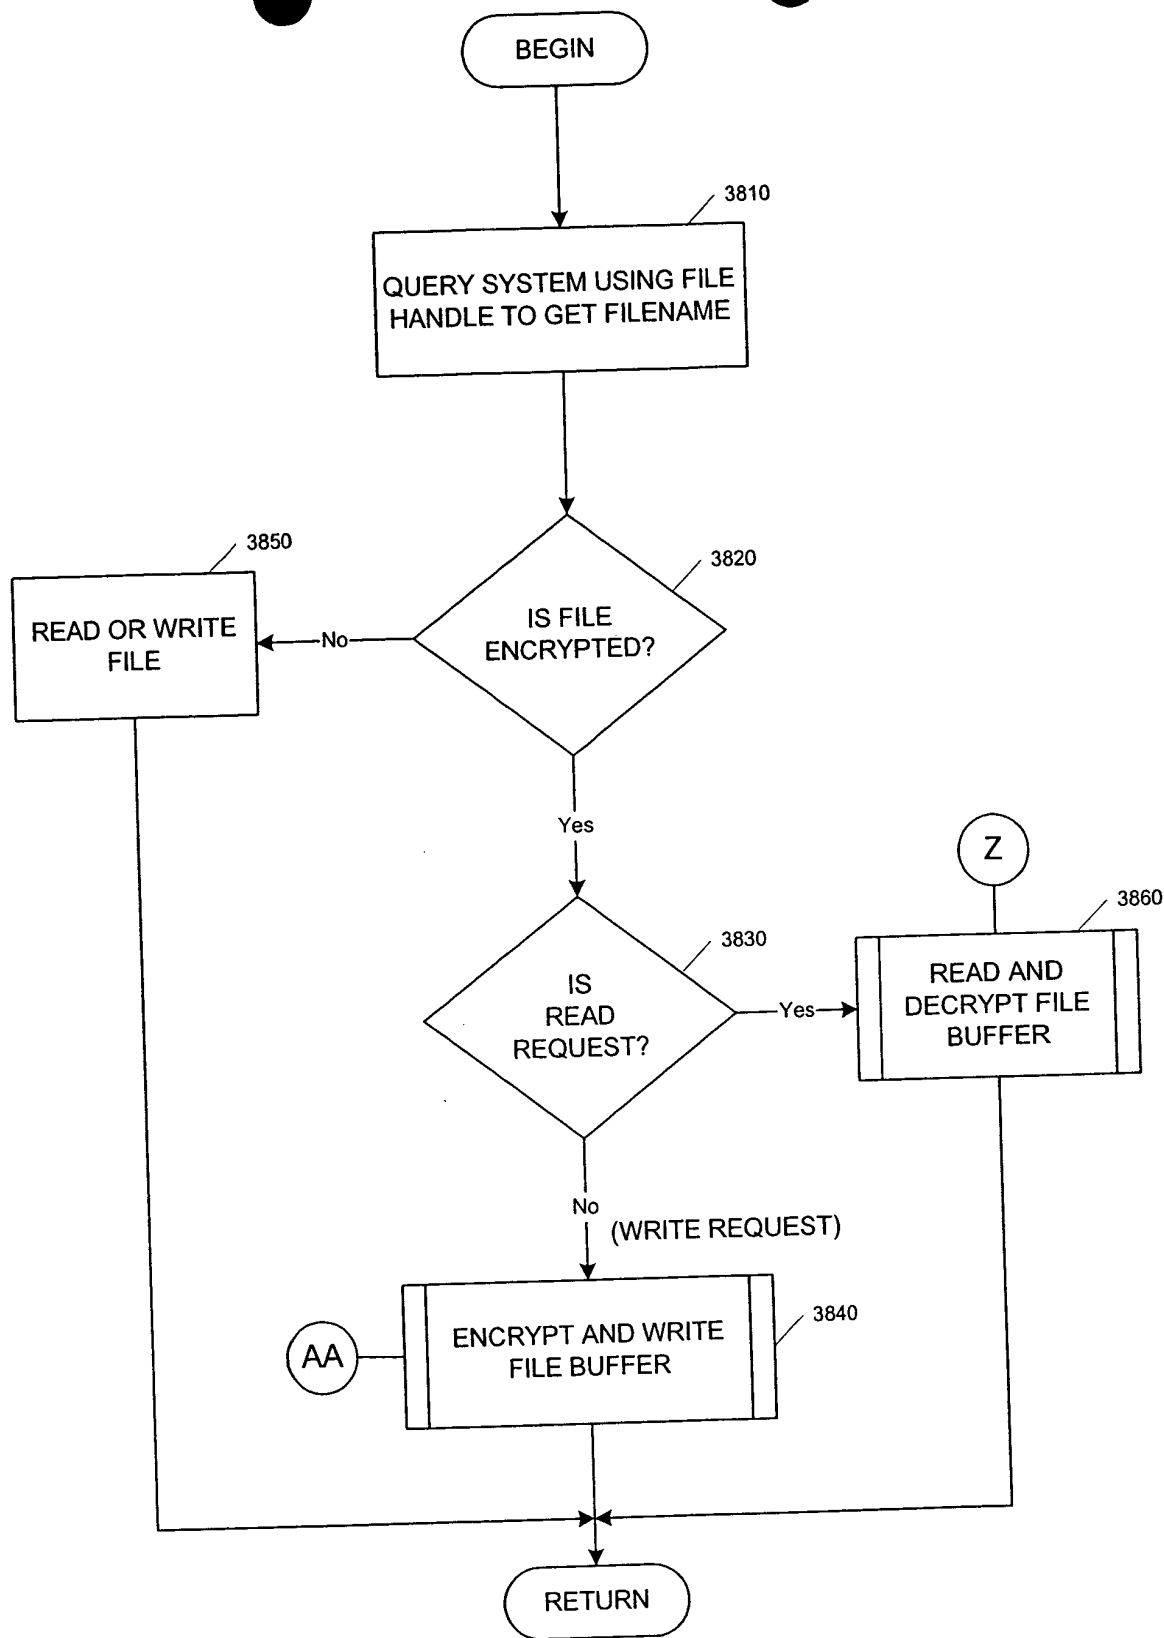 BEGIN
3810
QUERY SYSTEM USING FILE
HANDLE TO GET FILENAME
3850
3820
READ OR WRITE
FILE
No
IS FILE
ENCRYPTED?
Yes
Z
3860
3830
IS
READ
REQUEST?
Yes
READ AND
DECRYPT FILE
BUFFER
No
(WRITE REQUEST)
3840
AA
ENCRYPT AND WRITE
FILE BUFFER
RETURN